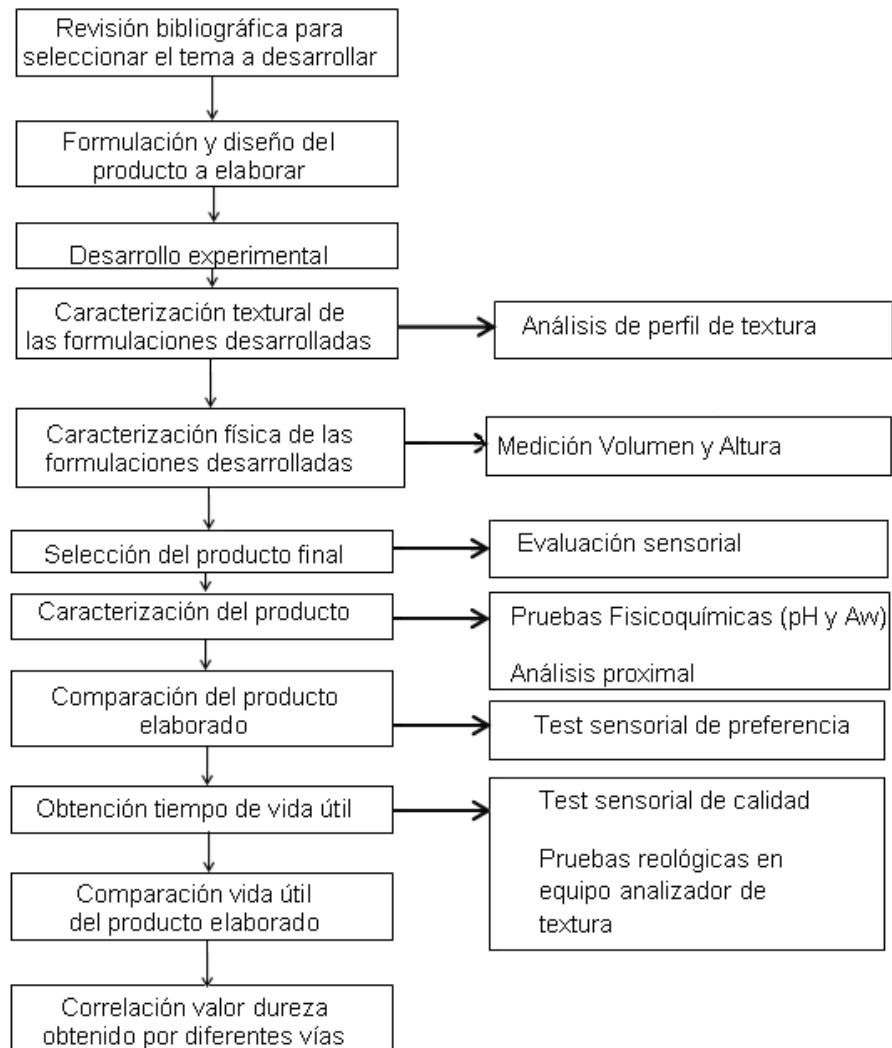 Revisión bibliográfica para
seleccionar el tema a desarrollar
Formulación y diseño del
producto a elaborar
Desarrollo experimental
Caracterización textural de
las formulaciones desarrolladas
Análisis de perfil de textura
Caracterización física de las
formulaciones desarrolladas
Medición Volumen y Altura
Selección del producto final
Evaluación sensorial
Caracterización del producto
Pruebas Fisicoquímicas (pH y Aw)
Análisis proximal
Comparación del producto
elaborado
Test sensorial de preferencia
Obtención tiempo de vida útil
Test sensorial de calidad
Pruebas reológicas en
equipo analizador de
textura
Comparación vida útil
del producto elaborado
Correlación valor dureza
obtenido por diferentes vías